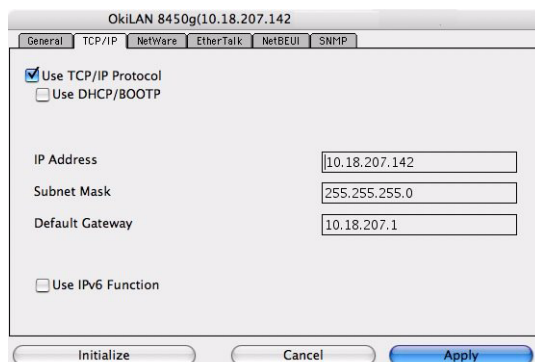 OkiLAN 8450g(10.18.207.142
General TCP/IP NetWare EtherTalk NetBEUI SNMP
Use TCP/IP Protocol
Use DHCP/BOOTP
IP Address 10.18.207.142
Subnet Mask 255.255.255.0
Default Gateway 10.18.207.1
Use IPv6 Function
Initialize Cancel Apply